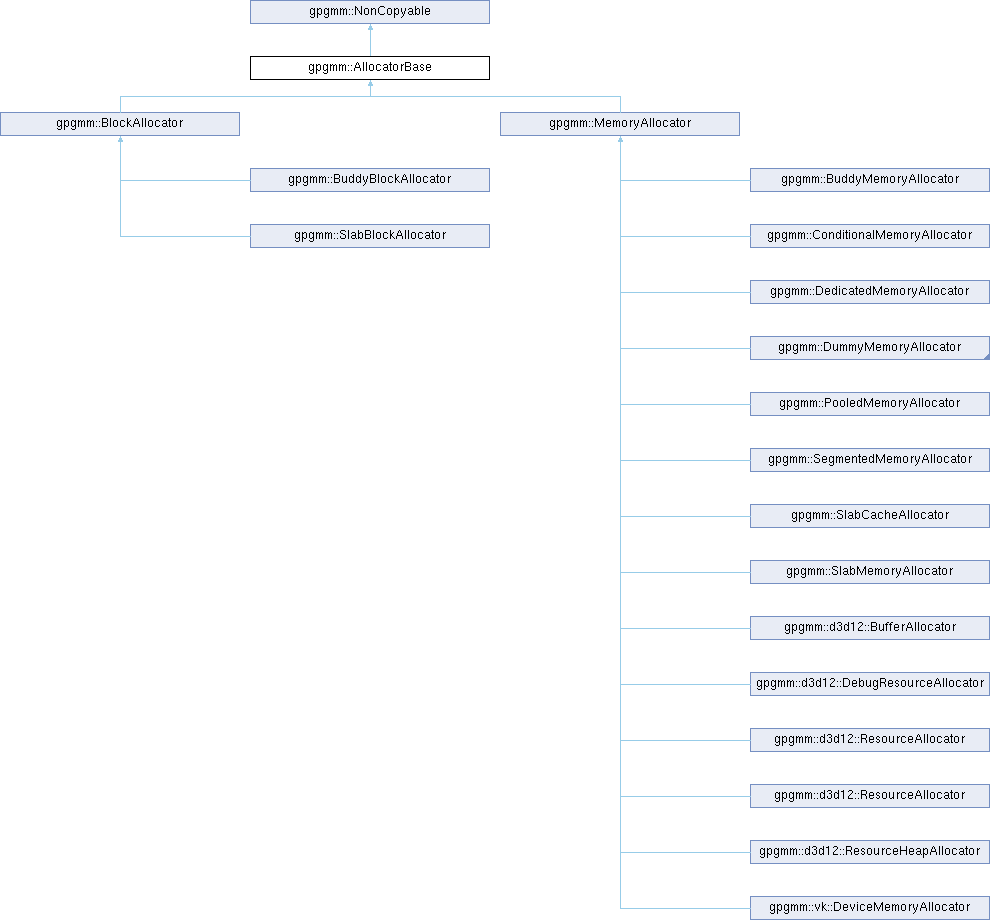 gpgmm::NonCopyable
gpgmm::AllocatorBase
gpgmm::BlockAllocator
gpgmm::MemoryAllocator
gpgmm::BuddyBlockAllocator
gpgmm::BuddyMemoryAllocator
gpgmm::SlabBlockAllocator
gpgmm::ConditionalMemoryAllocator
gpgmm::DedicatedMemoryAllocator
gpgmm::DummyMemoryAllocator
gpgmm::PooledMemoryAllocator
gpgmm::SegmentedMemoryAllocator
gpgmm::SlabCacheAllocator
gpgmm::SlabMemoryAllocator
gpgmm::d3d12::BufferAllocator
gpgmm::d3d12::DebugResourceAllocator
gpgmm::d3d12::ResourceAllocator
gpgmm::d3d12::ResourceAllocator
gpgmm::d3d12::ResourceHeapAllocator
gpgmm::vk::DeviceMemoryAllocator